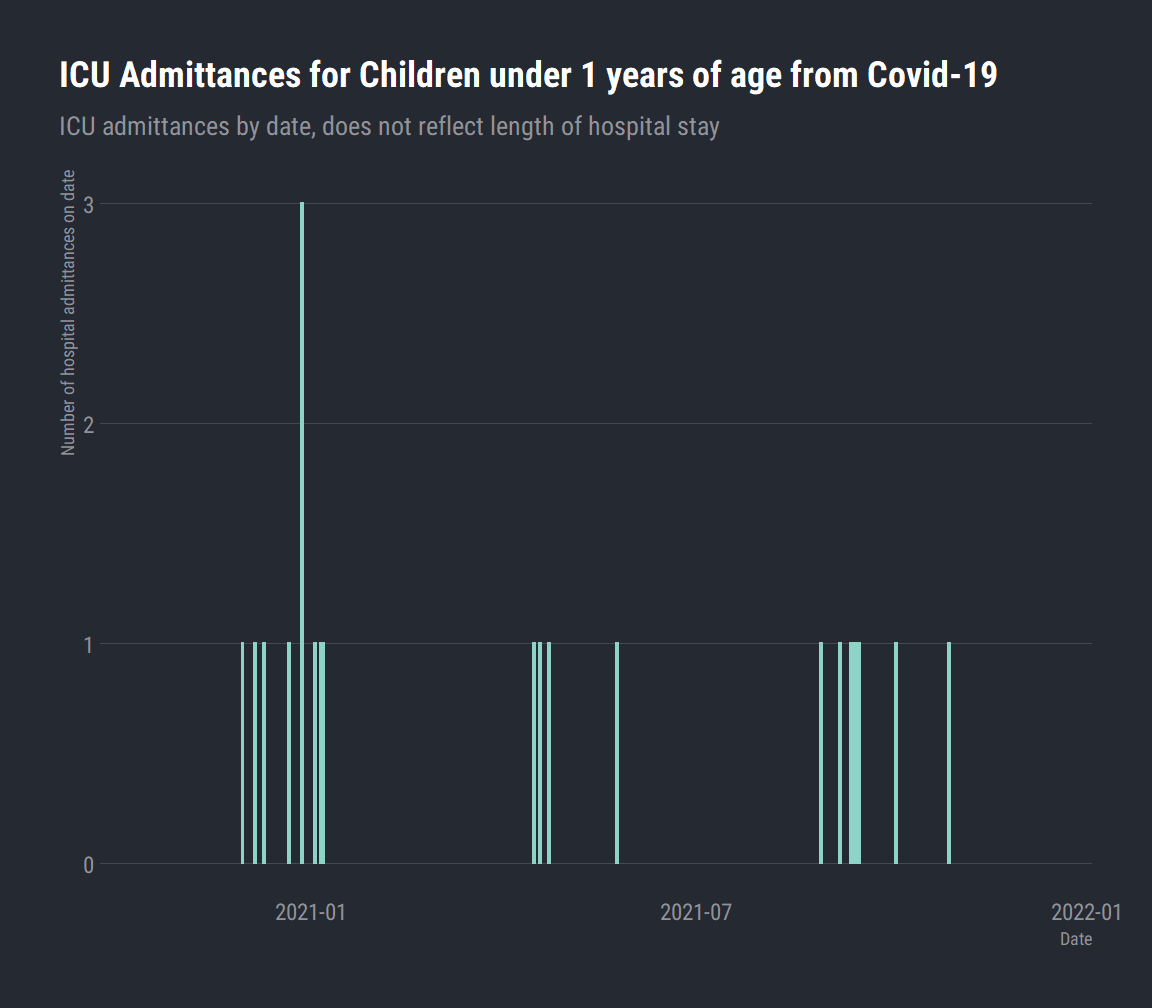 ICU Admittances for Children under 1 years of age from Covid-19
ICU admittances by date, does not reflect length of hospital stay
Number of hospital admittances on date
3
2
1
0
2021-01
2021-07
2022-01
Date